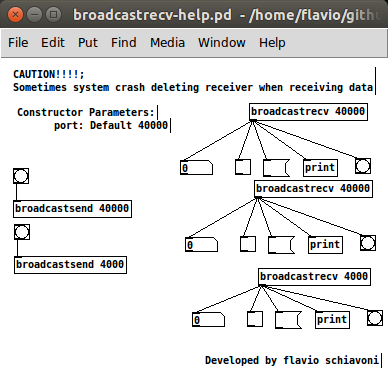 broadcastrecv-help.pd - /home/flavio/githu
File Edit Put Find Media Window Help
CAUTION!!!!;
Sometimes system crash deleting receiver when receiving data
Constructor Parameters:
port: Default 40000
broadcastrecv 40000
0 print
broadcastrecv 40000
broadcastsend 40000
0 print
broadcastsend 4000
broadcastrecv 4000
0 print
Developed by flavio schiavoni